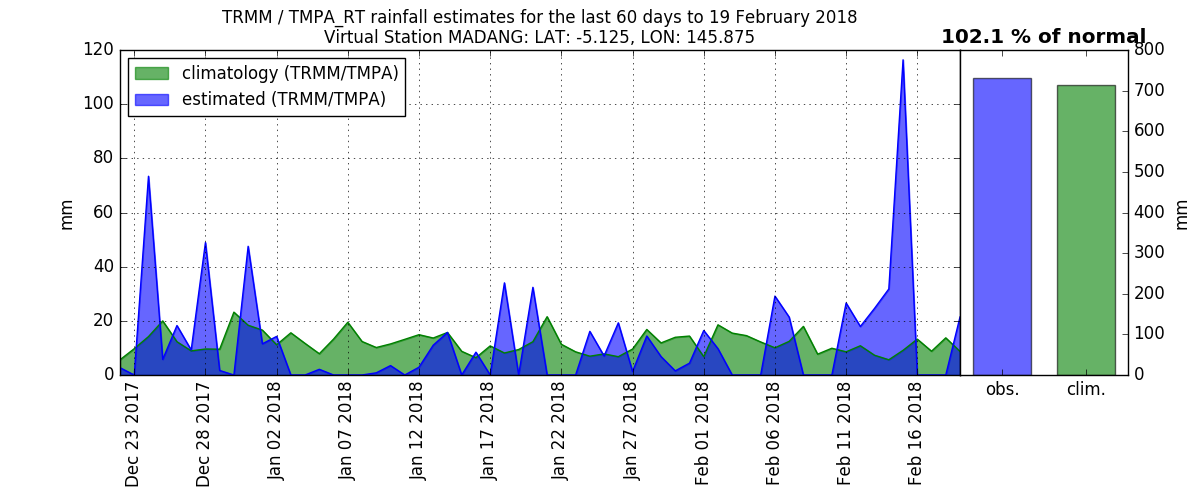 TRMM / TMPA_RT rainfall estimates for the last 60 days to 19 February 2018
Virtual Station MADANG: LAT: -5.125, LON: 145.875
102.1 % of normal
climatology (TRMM/TMPA)
estimated (TRMM/TMPA)
mm
120
100
80
60
40
20
0
Dec 23 2017
Dec 28 2017
Jan 02 2018
Jan 07 2018
Jan 12 2018
Jan 17 2018
Jan 22 2018
Jan 27 2018
Feb 01 2018
Feb 06 2018
Feb 11 2018
Feb 16 2018
obs.
clim.
800
700
600
500
400
300
200
100
0
mm